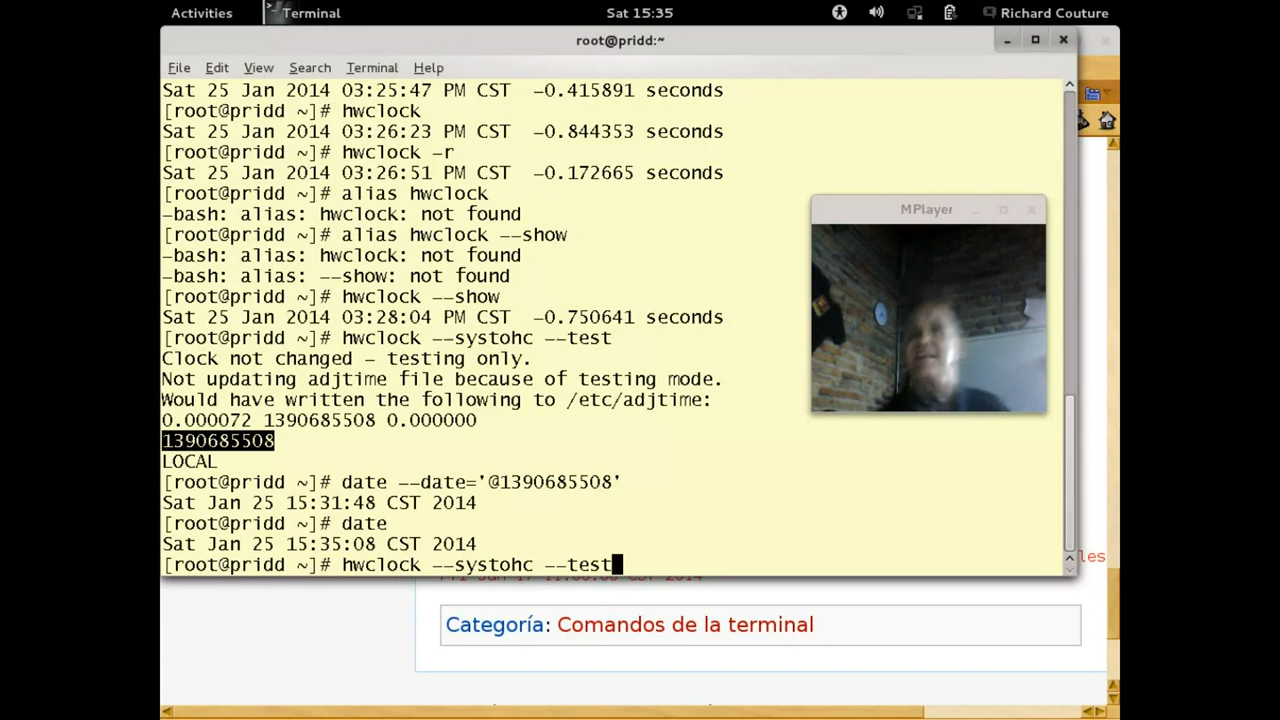 Activities Terminal Sat 15:35 Richard Couture
root@pridd:~
File Edit View Search Terminal Help
Sat 25 Jan 2014 03:25:47 PM CST -0.415891 seconds
[root@pridd ~]# hwclock
Sat 25 Jan 2014 03:26:23 PM CST -0.844353 seconds
[root@pridd ~]# hwclock -r
Sat 25 Jan 2014 03:26:51 PM CST -0.172665 seconds
[root@pridd ~]# alias hwclock
-bash: alias: hwclock: not found
[root@pridd ~]# alias hwclock --show
-bash: alias: hwclock: not found
-bash: alias: --show: not found
[root@pridd ~]# hwclock --show
Sat 25 Jan 2014 03:28:04 PM CST -0.750641 seconds
[root@pridd ~]# hwclock --systohc --test
Clock not changed - testing only.
Not updating adjtime file because of testing mode.
Would have written the following to /etc/adjtime:
0.000072 1390685508 0.000000
1390685508
LOCAL
[root@pridd ~]# date --date='@1390685508'
Sat Jan 25 15:31:48 CST 2014
[root@pridd ~]# date
Sat Jan 25 15:35:08 CST 2014
[root@pridd ~]# hwclock --systohc --test
MPlayer
les
Categoría: Comandos de la terminal